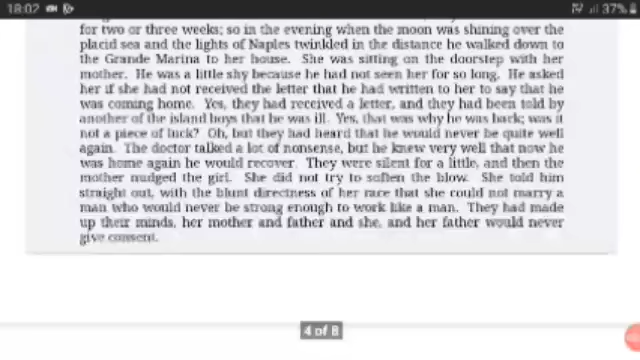 18:02 37%
for two or three weeks; so in the evening when the moon was shining over the
placid sea and the lights of Naples twinkled in the distance he walked down to
the Grande Marina to her house. She was sitting on the doorstep with her
mother. He was a little shy because he had not seen her for so long. He asked
her if she had not received the letter that he had written to her to say that he
was coming home. Yes, they had received a letter, and they had been told by
another of the island boys that he was ill. Yes, that was why he was back; was it
not a piece of luck? Oh, but they had heard that he would never be quite well
again. The doctor talked a lot of nonsense, but he knew very well that now he
was home again he would recover. They were silent for a little, and then the
mother nudged the girl. She did not try to soften the blow. She told him
straight out, with the blunt directness of her race that she could not marry a
man who would never be strong enough to work like a man. They had made
up their minds, her mother and father and she, and her father would never
give consent.
4 of 8